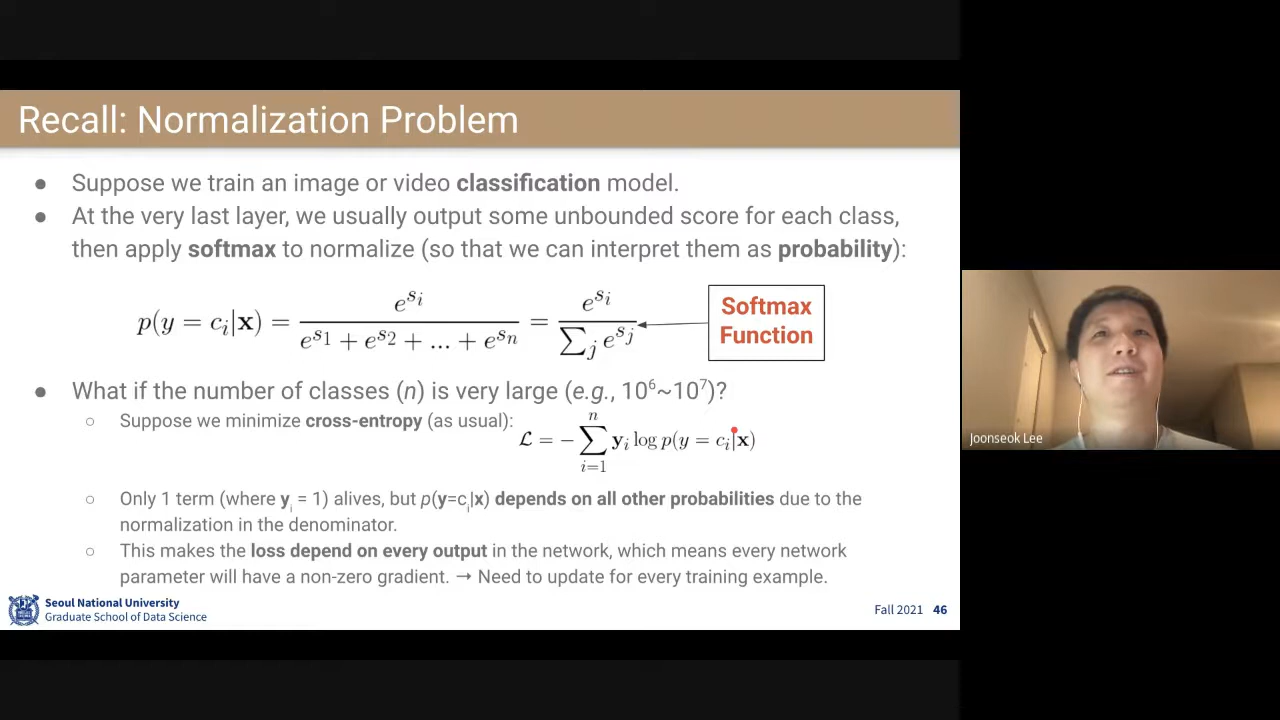 Recall: Normalization Problem
● Suppose we train an image or video classification model.
● At the very last layer, we usually output some unbounded score for each class,
then apply softmax to normalize (so that we can interpret them as probability):
p(y = c_i|x) = e^{s_i} / (e^{s_1} + e^{s_2} + ... + e^{s_n}) = e^{s_i} / ∑_j e^{s_j}
Softmax
Function
● What if the number of classes (n) is very large (e.g., 10^6~10^7)?
○ Suppose we minimize cross-entropy (as usual):
ℒ = − ∑_{i=1}^{n} y_i log p(y = c_i|x)
○ Only 1 term (where y_i = 1) alives, but p(y=c_i|x) depends on all other probabilities due to the
normalization in the denominator.
○ This makes the loss depend on every output in the network, which means every network
parameter will have a non-zero gradient. → Need to update for every training example.
Seoul National University
Graduate School of Data Science
Fall 2021 46
Joonseok Lee